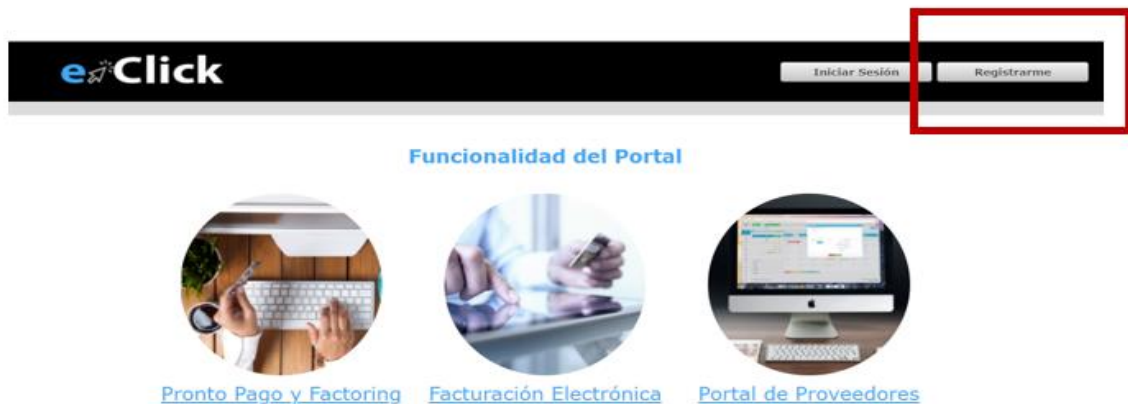 eClick
Iniciar Sesión Registrarme
Funcionalidad del Portal
Pronto Pago y Factoring Facturación Electrónica Portal de Proveedores